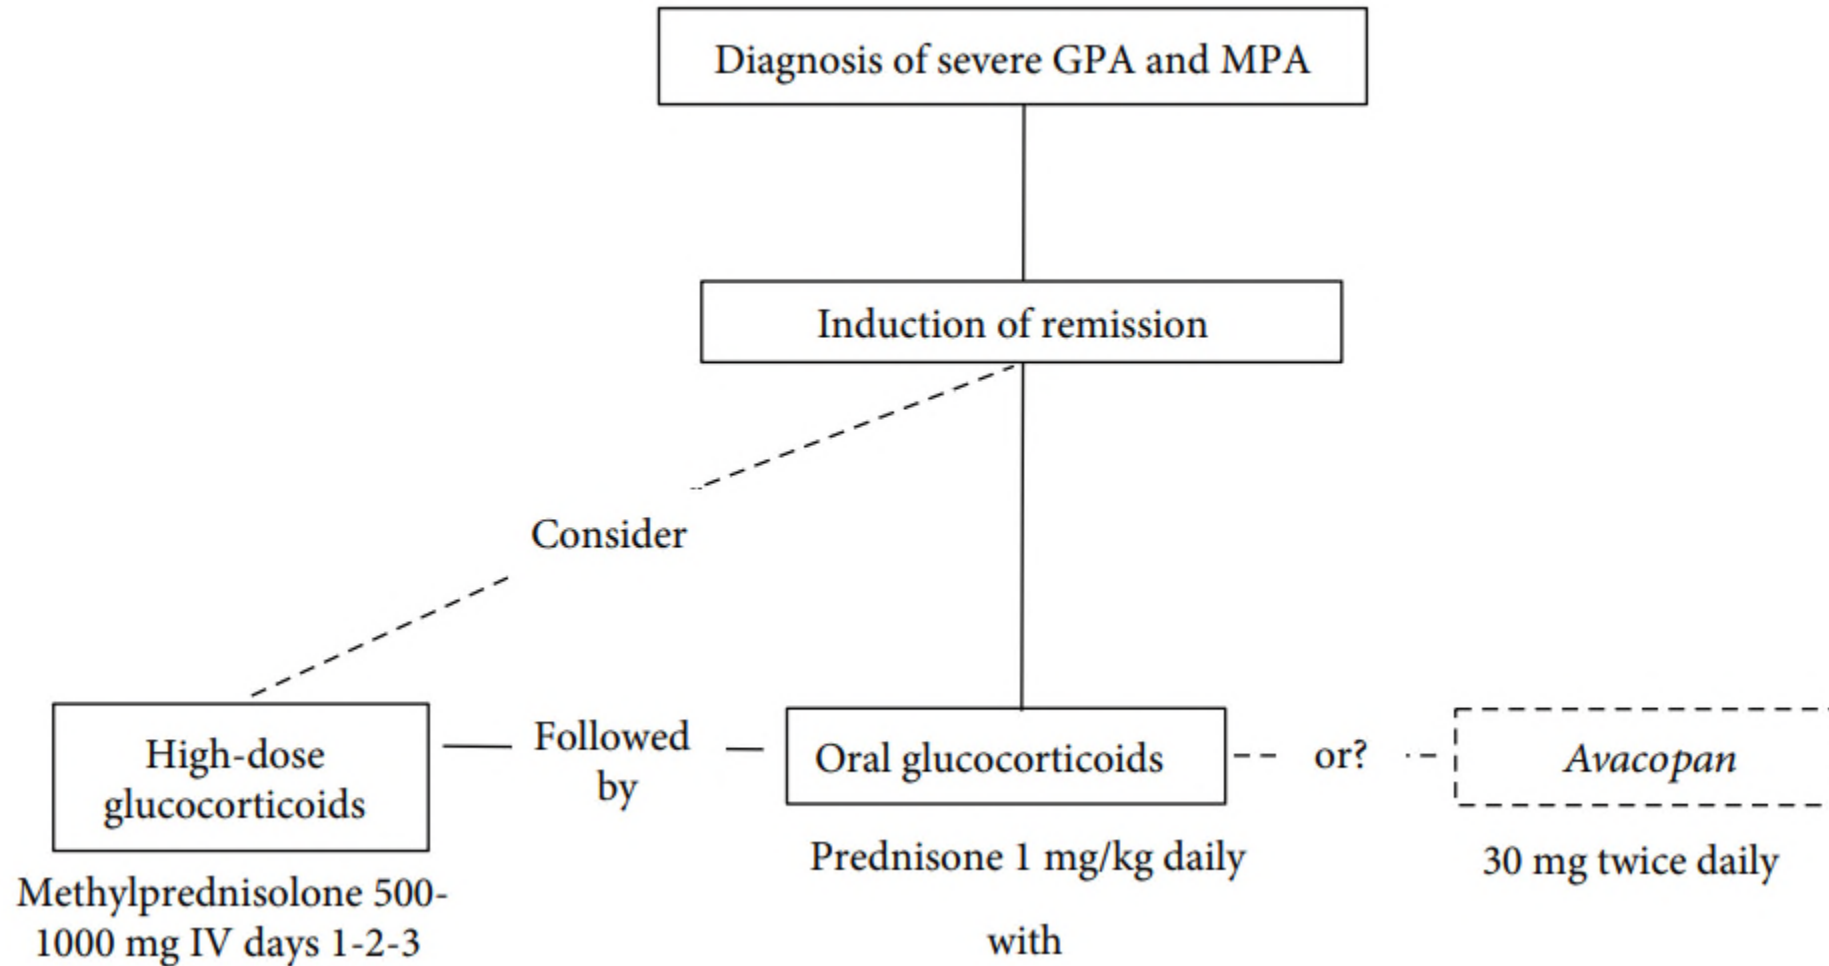 Diagnosis of severe GPA and MPA
Induction of remission
Consider
High-dose
glucocorticoids
Followed
by
Oral glucocorticoids
or?
Avacopan
Methylprednisolone 500-
1000 mg IV days 1-2-3
Prednisone 1 mg/kg daily
with
30 mg twice daily